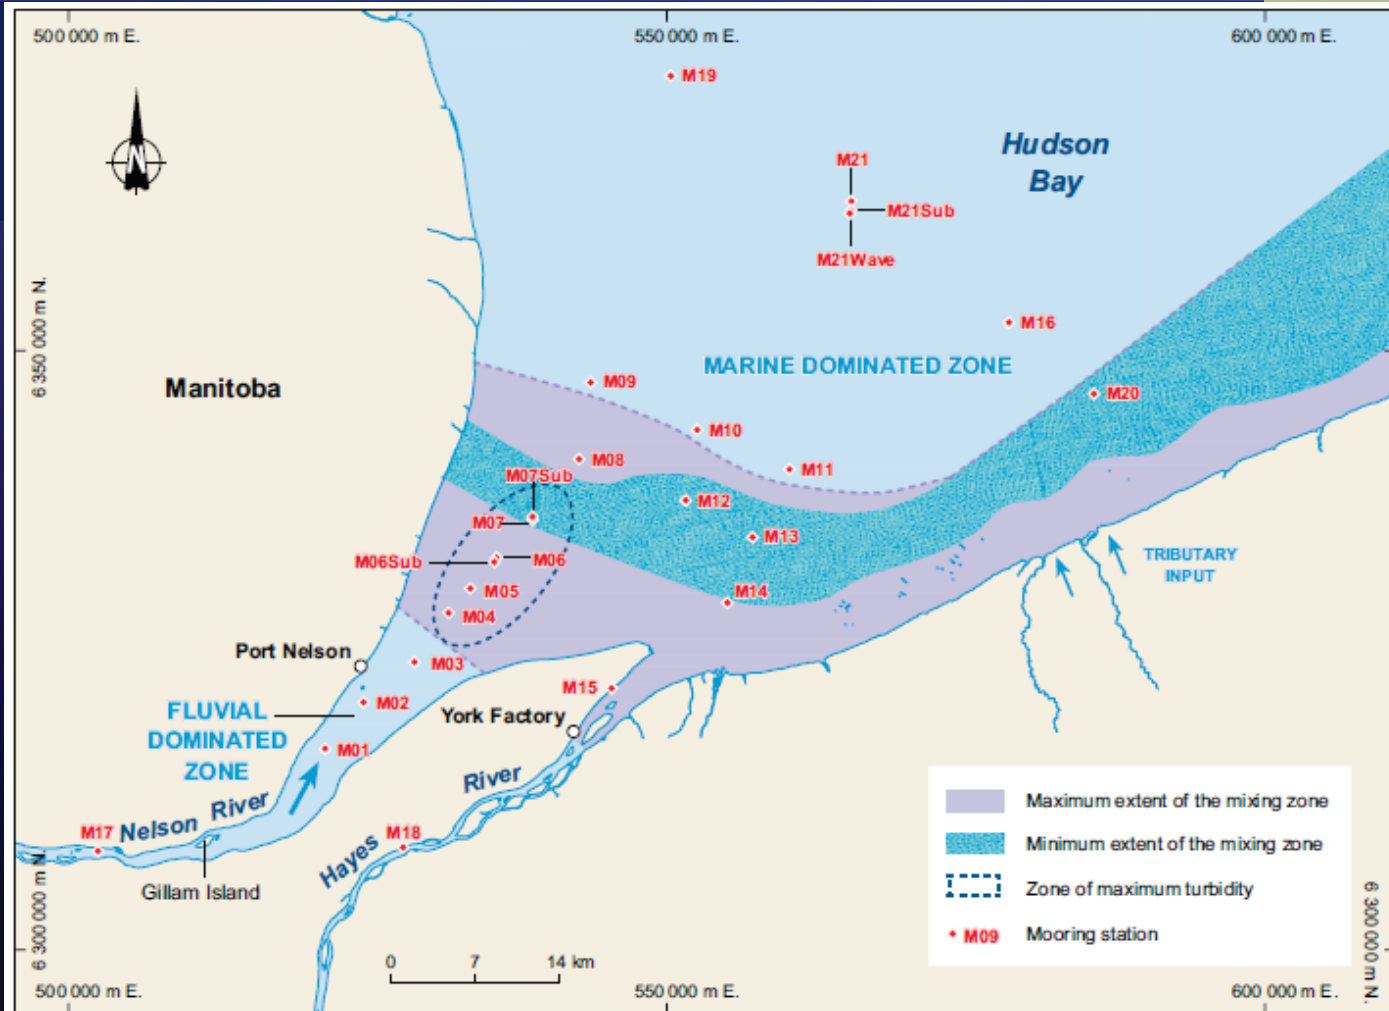 500 000 m E.
550 000 m E.
600 000 m E.
M19
N
Hudson
Bay
M21
M21Sub
M21Wave
6 350 000 m N.
M16
MARINE DOMINATED ZONE
Manitoba
M09
M20
M10
M08
M11
M07Sub
M12
M07
M13
M06Sub
M06
TRIBUTARY
INPUT
M05
M14
M04
Port Nelson
M03
M15
M02
FLUVIAL
DOMINATED
ZONE
York Factory
M01
Nelson River
Hayes River
M17
M18
Gillam Island
Maximum extent of the mixing zone
Minimum extent of the mixing zone
Zone of maximum turbidity
M09 Mooring station
6 300 000 m N.
6 300 000 m N.
0 7 14 km
500 000 m E.
550 000 m E.
600 000 m E.